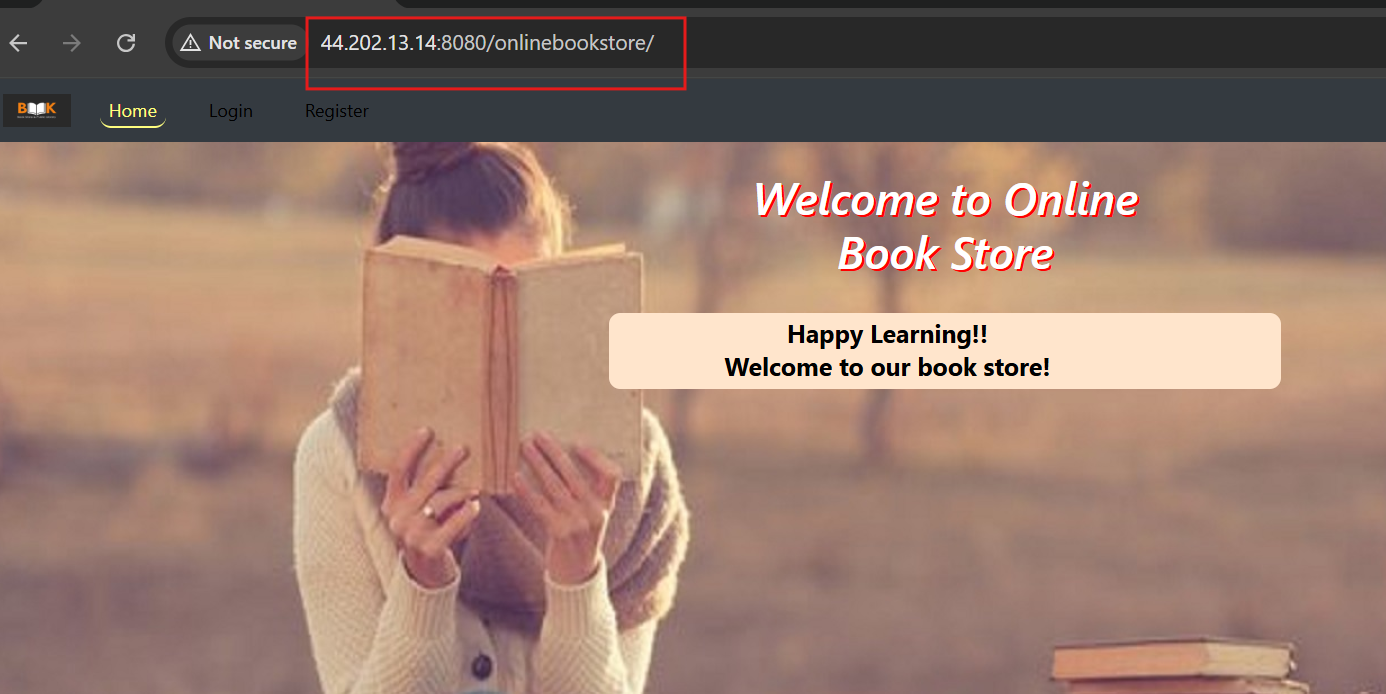 Not secure
44.202.13.14:8080/onlinebookstore/
BOOK
Home
Login
Register
Welcome to Online
Book Store
Happy Learning!!
Welcome to our book store!